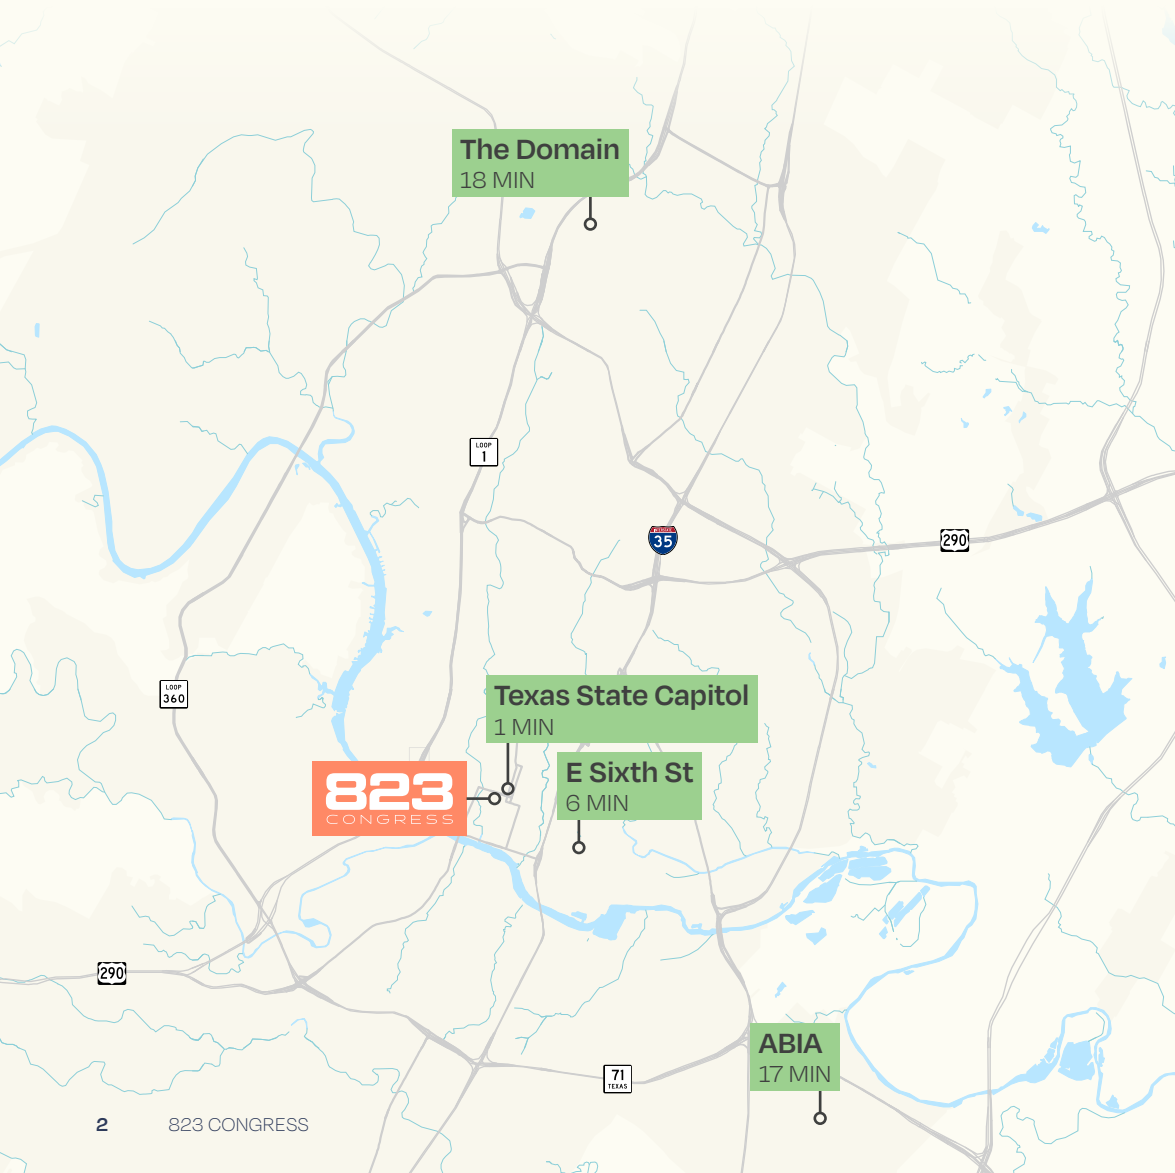 The Domain
18 MIN
LOOP
1
INTERSTATE
35
290
Texas State Capitol
1 MIN
LOOP
360
E Sixth St
6 MIN
823
CONGRESS
290
ABIA
17 MIN
71
TEXAS
2 823 CONGRESS